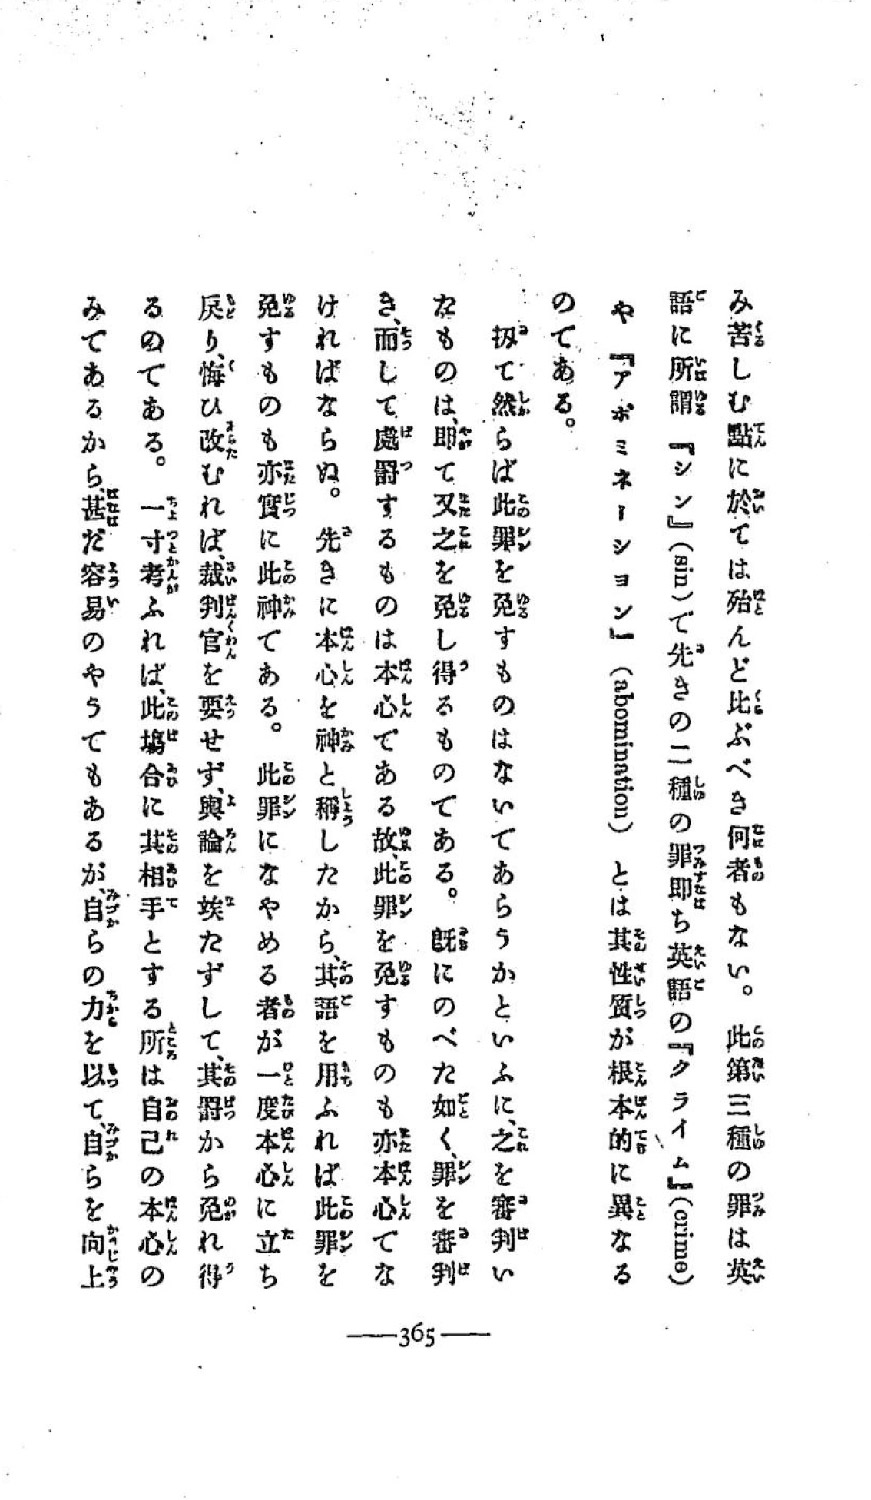 み苦しむ點に於ては殆んど比ぶべき何者もない。此第三種の罪は英
語に所謂『シン』(sin)で先きの二種の罪即ち英語の『クライム』(crime)
や『アボミネーション』(abomination)とは其性質が根本的に異なる
のである。
扨て然らば此罪を免すものはないであらうかといふに、之を審判い
たものは、即て又之を免し得るものである。既にのべた如く、罪を審判
き、而して處罸するものは本心である故、此罪を免すものも亦本心でな
ければならぬ。先きに本心を神と稱したから、其語を用ふれば此罪を
免すものも亦實に此神である。此罪になやめる者が一度本心に立ち
戻り、悔ひ改むれば、裁判官を要せず、輿論を竢たずして、其罸から免れ得
るのである。一寸考ふれば、此塲合に其相手とする所は自己の本心の
みであるから、甚だ容易のやうでもあるが、自らの力を以て、自らを向上
—365—